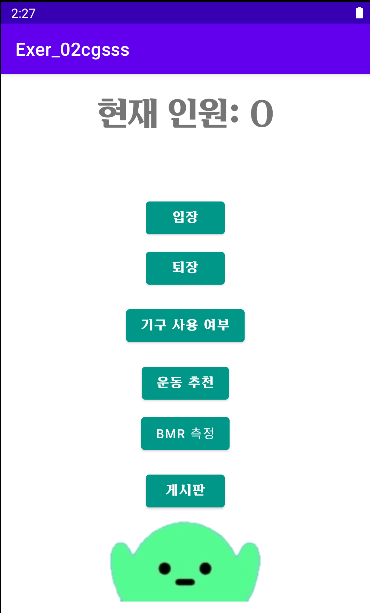 2:27
Exer_02cgsss
현재 인원: 0
입장
퇴장
기구 사용 여부
운동 추천
BMR 측정
게시판